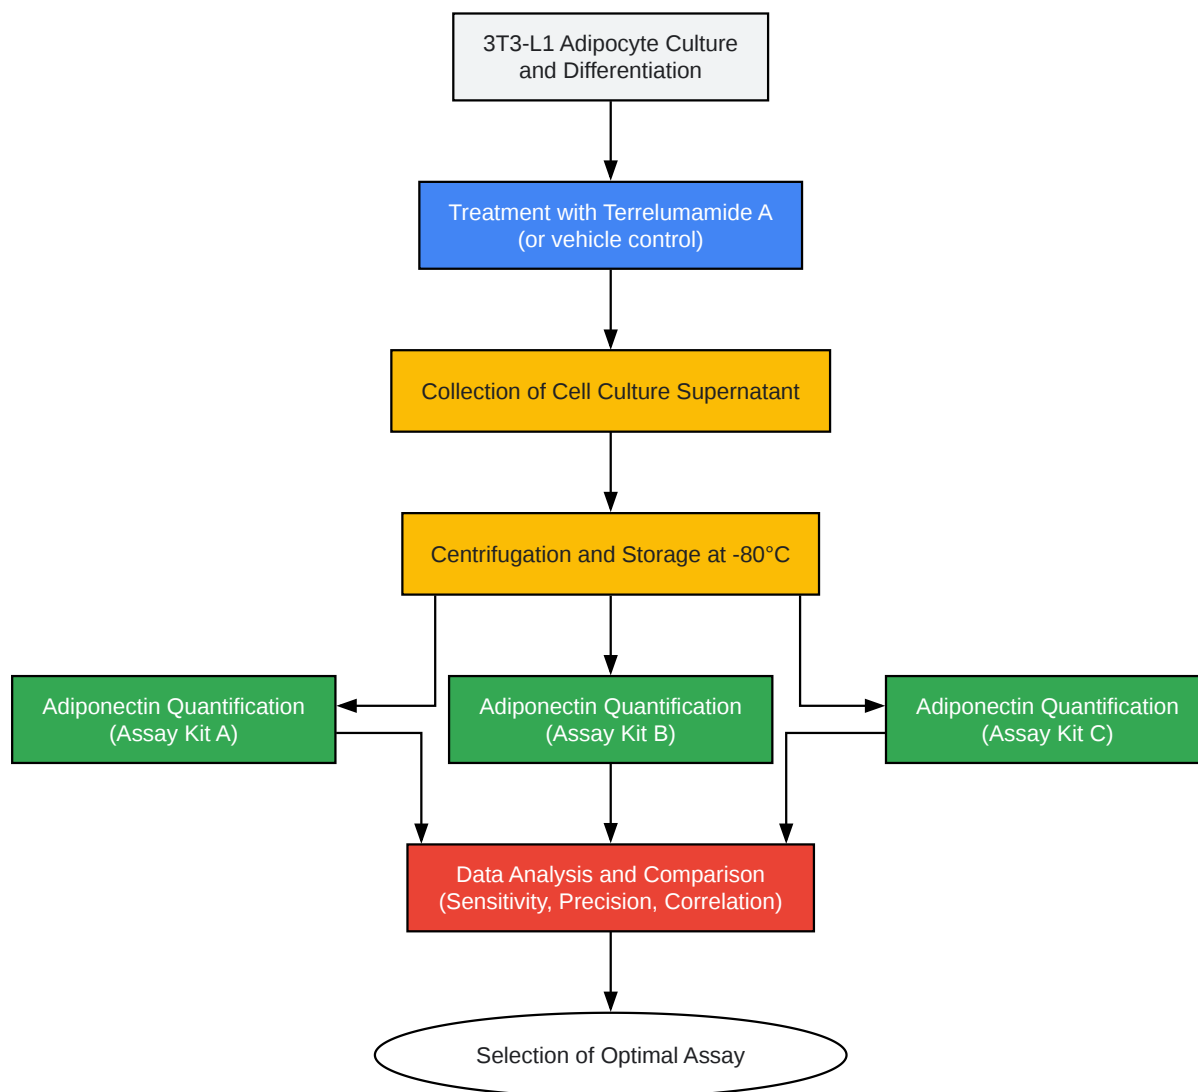 3T3-L1 Adipocyte Culture
and Differentiation
Treatment with Terrelumamide A
(or vehicle control)
Collection of Cell Culture Supernatant
Centrifugation and Storage at -80°C
Adiponectin Quantification
(Assay Kit A)
Adiponectin Quantification
(Assay Kit B)
Adiponectin Quantification
(Assay Kit C)
Data Analysis and Comparison
(Sensitivity, Precision, Correlation)
Selection of Optimal Assay